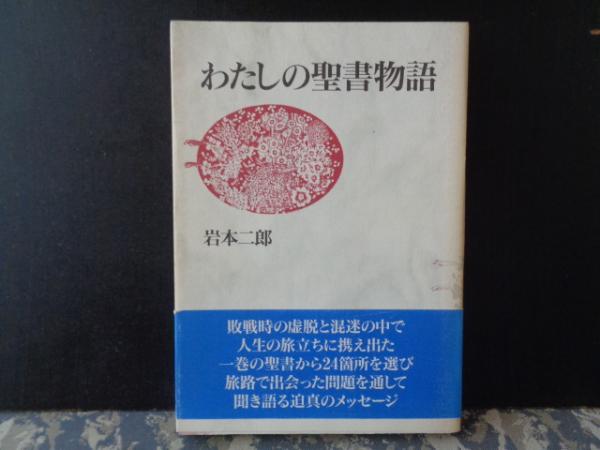 わたしの聖書物語
岩本二郎
敗戦時の虚脱と混迷の中で
人生の旅立ちに携え出た
一巻の聖書から24箇所を選び
旅路で出会った問題を通して
聞き語る迫真のメッセージ